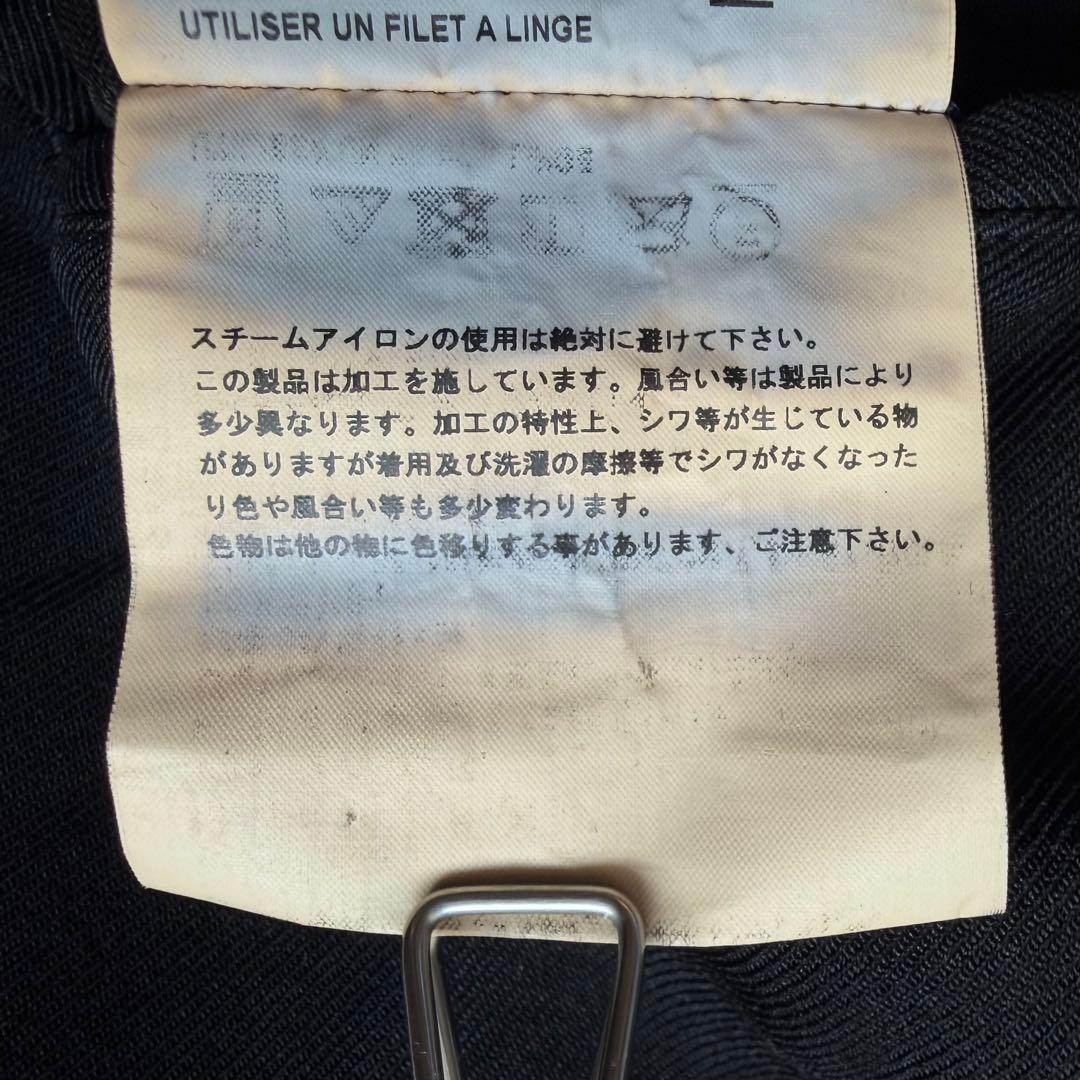 UTILISER UN FILET A LINGE
スチームアイロンの使用は絶対に避けて下さい。
この製品は加工を施しています。風合い等は製品により
多少異なります。加工の特性上、シワ等が生じている物
がありますが着用及び洗濯の摩擦等でシワがなくなった
り色や風合い等も多少変わります。
色物は他の物に色移りする事があります、ご注意下さい。